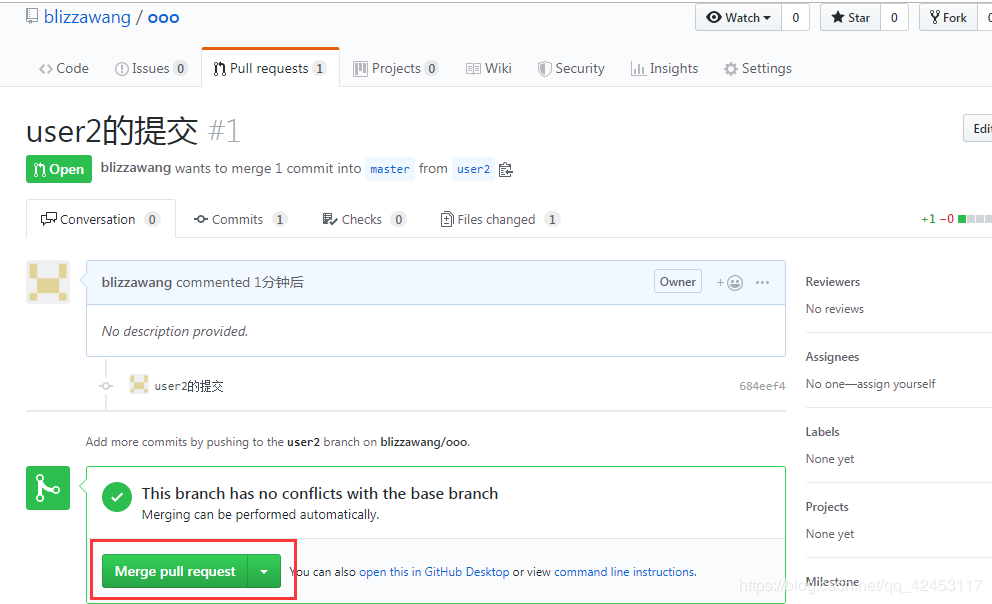 blizzawang / ooo
Watch 0 Star 0 Fork
Code Issues 0 Pull requests 1 Projects 0 Wiki Security Insights Settings
user2的提交 #1
Edit
Open blizzawang wants to merge 1 commit into master from user2
Conversation 0 Commits 1 Checks 0 Files changed 1 +1 −0
blizzawang commented 1分钟后 Owner + ...
No description provided.
user2的提交 684eef4
Add more commits by pushing to the user2 branch on blizzawang/ooo.
This branch has no conflicts with the base branch
Merging can be performed automatically.
Merge pull request You can also open this in GitHub Desktop or view command line instructions.
Reviewers
No reviews
Assignees
No one—assign yourself
Labels
None yet
Projects
None yet
Milestone
https://blog.csdn.net/qq_42453117